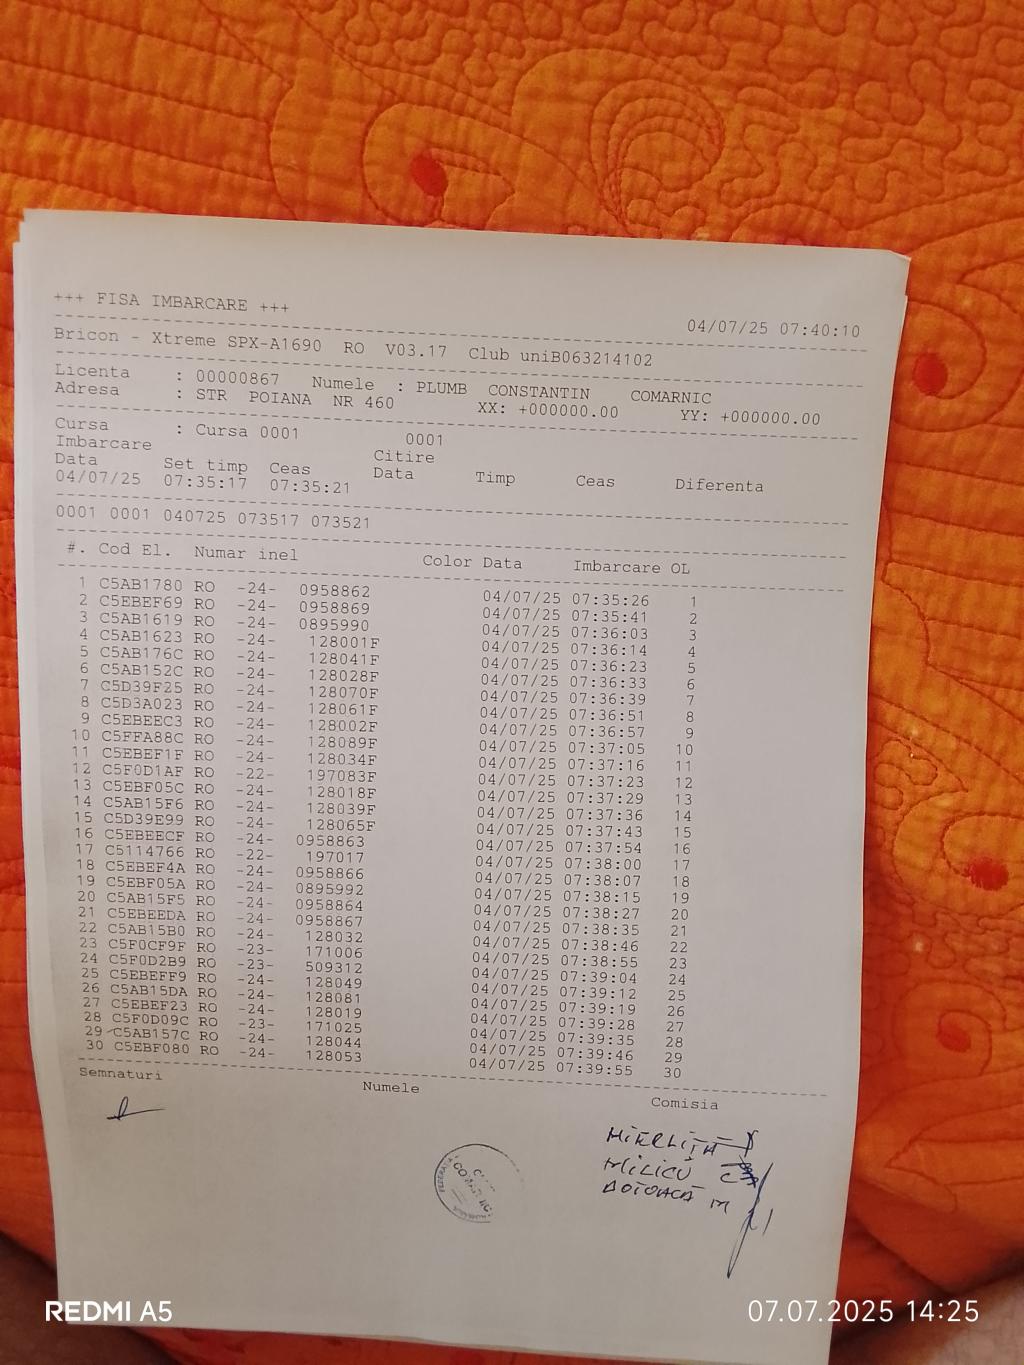 +++ FISA IMBARCARE +++
04/07/25 07:40:10
Bricon - Xtreme SPX-A1690 RO V03.17 Club uniB063214102
Licenta : 00000867 Numele : PLUMB CONSTANTIN COMARNIC
Adresa : STR POIANA NR 460 XX: +000000.00 YY: +000000.00
Cursa : Cursa 0001 0001
Imbarcare Citire
Data Set timp Ceas Data Timp Ceas Diferenta
04/07/25 07:35:17 07:35:21
0001 0001 040725 073517 073521
#. Cod El. Numar inel Color Data Imbarcare OL
1 C5AB1780 RO -24- 0958862 04/07/25 07:35:26 1
2 C5EBEF69 RO -24- 0958869 04/07/25 07:35:41 2
3 C5AB1619 RO -24- 0895990 04/07/25 07:36:03 3
4 C5AB1623 RO -24- 128001F 04/07/25 07:36:14 4
5 C5AB176C RO -24- 128041F 04/07/25 07:36:23 5
6 C5AB152C RO -24- 128028F 04/07/25 07:36:33 6
7 C5D39F25 RO -24- 128070F 04/07/25 07:36:39 7
8 C5D3A023 RO -24- 128061F 04/07/25 07:36:51 8
9 C5EBEEC3 RO -24- 128002F 04/07/25 07:36:57 9
10 C5FFA88C RO -24- 128089F 04/07/25 07:37:05 10
11 C5EBEF1F RO -24- 128034F 04/07/25 07:37:16 11
12 C5F0D1AF RO -22- 197083F 04/07/25 07:37:23 12
13 C5EBF05C RO -24- 128018F 04/07/25 07:37:29 13
14 C5AB15F6 RO -24- 128039F 04/07/25 07:37:36 14
15 C5D39E99 RO -24- 128065F 04/07/25 07:37:43 15
16 C5EBEECF RO -24- 0958863 04/07/25 07:37:54 16
17 C5114766 RO -22- 197017 04/07/25 07:38:00 17
18 C5EBEF4A RO -24- 0958866 04/07/25 07:38:07 18
19 C5EBF05A RO -24- 0895992 04/07/25 07:38:15 19
20 C5AB15F5 RO -24- 0958864 04/07/25 07:38:27 20
21 C5EBEEDA RO -24- 0958867 04/07/25 07:38:35 21
22 C5AB15B0 RO -24- 128032 04/07/25 07:38:46 22
23 C5F0CF9F RO -23- 171006 04/07/25 07:38:55 23
24 C5F0D2B9 RO -23- 509312 04/07/25 07:39:04 24
25 C5EBEFF9 RO -24- 128049 04/07/25 07:39:12 25
26 C5AB15DA RO -24- 128081 04/07/25 07:39:19 26
27 C5EBEF23 RO -24- 128019 04/07/25 07:39:28 27
28 C5F0D09C RO -23- 171025 04/07/25 07:39:35 28
29 C5AB157C RO -24- 128044 04/07/25 07:39:46 29
30 C5EBF080 RO -24- 128053 04/07/25 07:39:55 30
Semnaturi Numele Comisia
MIERLIȚĂ
MILICU
BOTOACĂ M
REDMI A5
07.07.2025 14:25